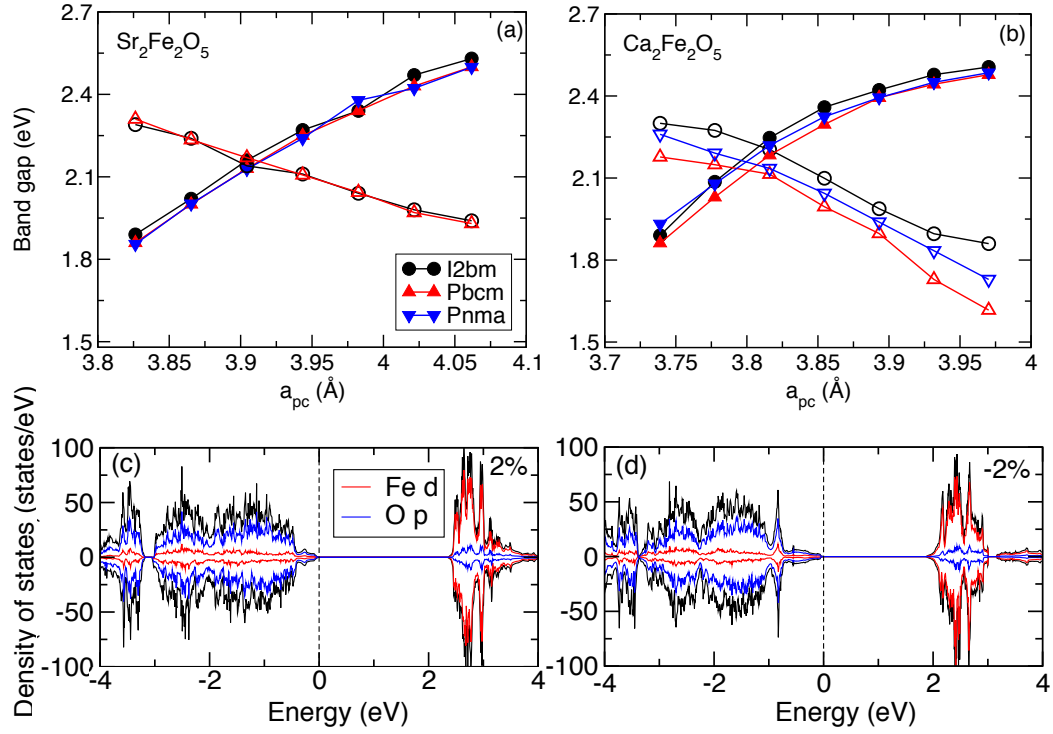 (a)
Sr2Fe2O5
Band gap (eV)
2.7
2.4
2.1
1.8
1.5
I2bm
Pbcm
Pnma
3.8
3.85
3.9
3.95
4
4.05
4.1
a_pc (Å)
(b)
Ca2Fe2O5
2.7
2.4
2.1
1.8
1.5
3.7
3.75
3.8
3.85
3.9
3.95
4
a_pc (Å)
Density of states (states/eV)
100
50
0
-50
-100
(c)
2%
Fe d
O p
-4
-2
0
2
4
Energy (eV)
100
50
0
-50
-100
(d)
-2%
-4
-2
0
2
4
Energy (eV)